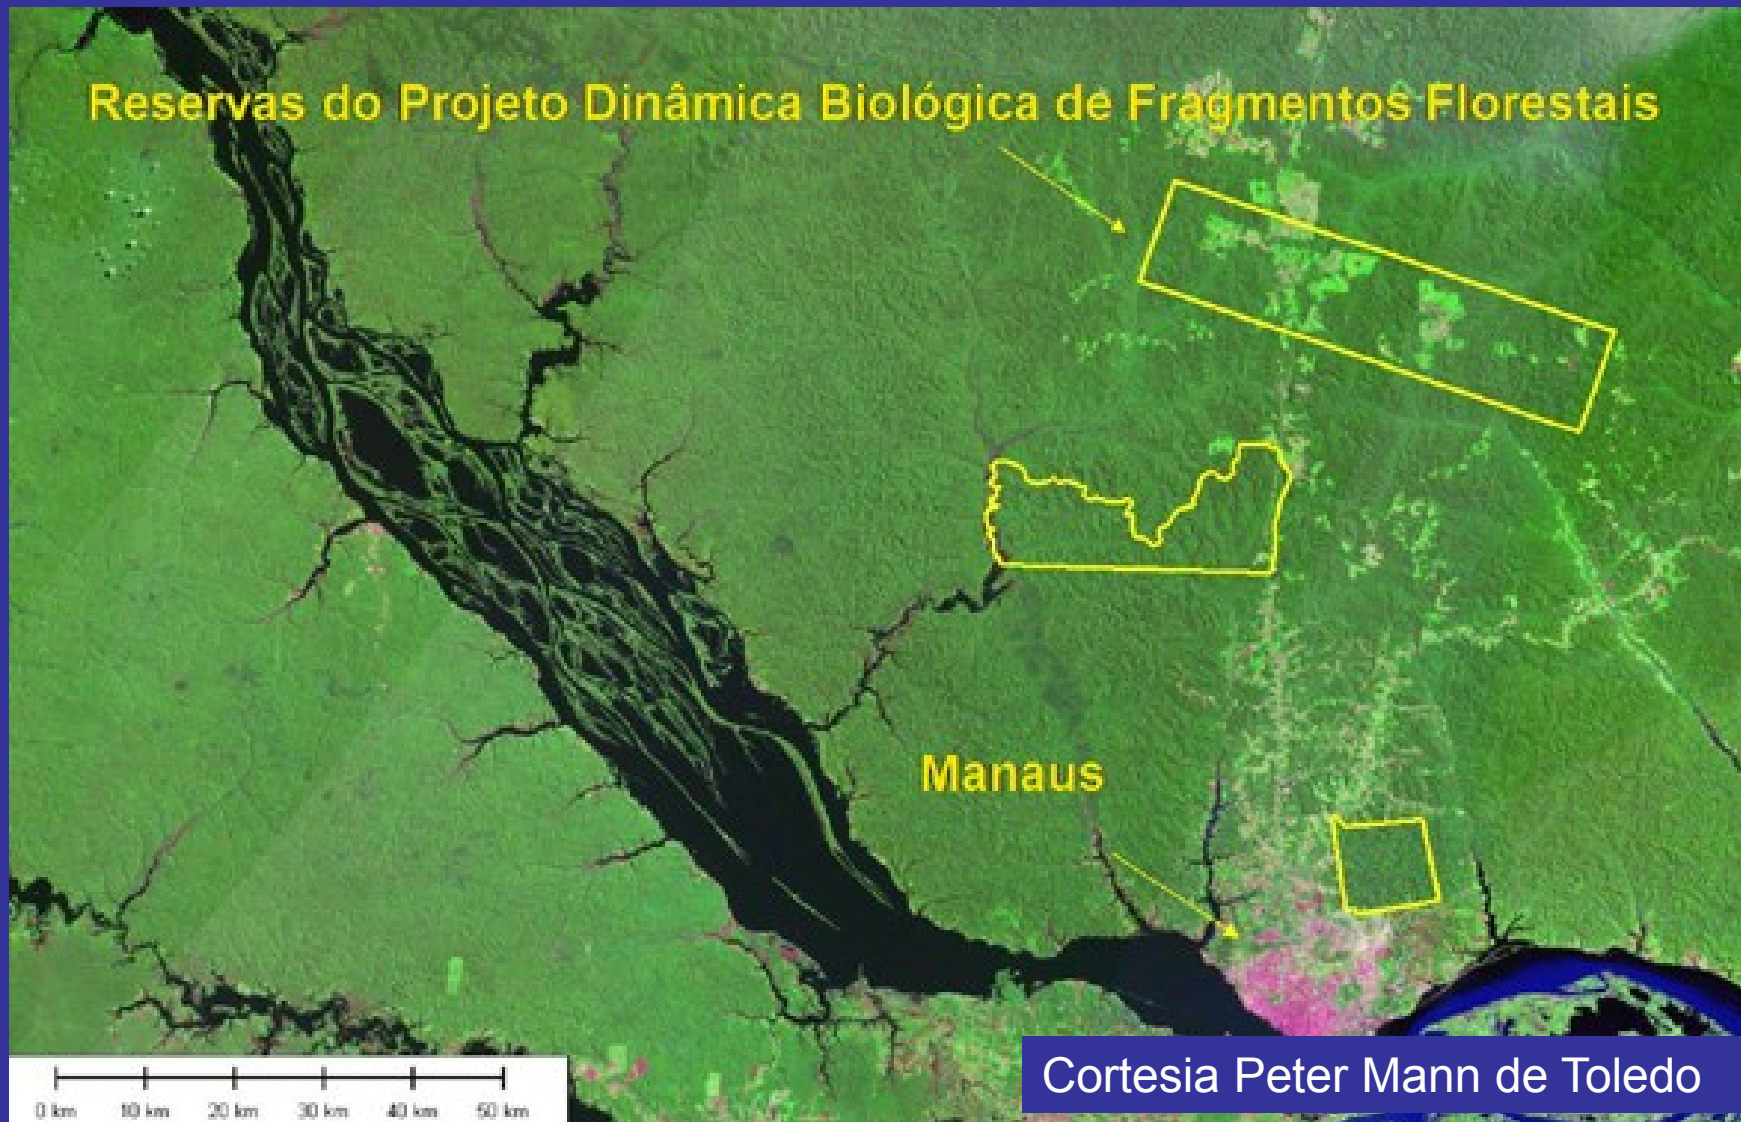 Reservas do Projeto Dinâmica Biológica de Fragmentos Florestais
Manaus
Cortesia Peter Mann de Toledo
0 km 10 km 20 km 30 km 40 km 50 km